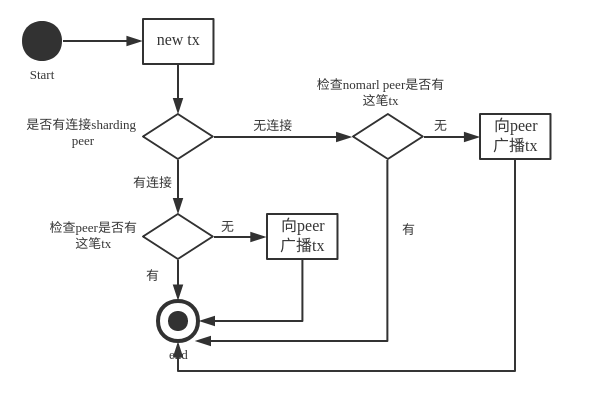 new tx
Start
检查nomarl peer是否有
这笔tx
是否有连接sharding
peer
无连接
无
向peer
广播tx
有连接
检查peer是否有
这笔tx
无
向peer
广播tx
有
有
end